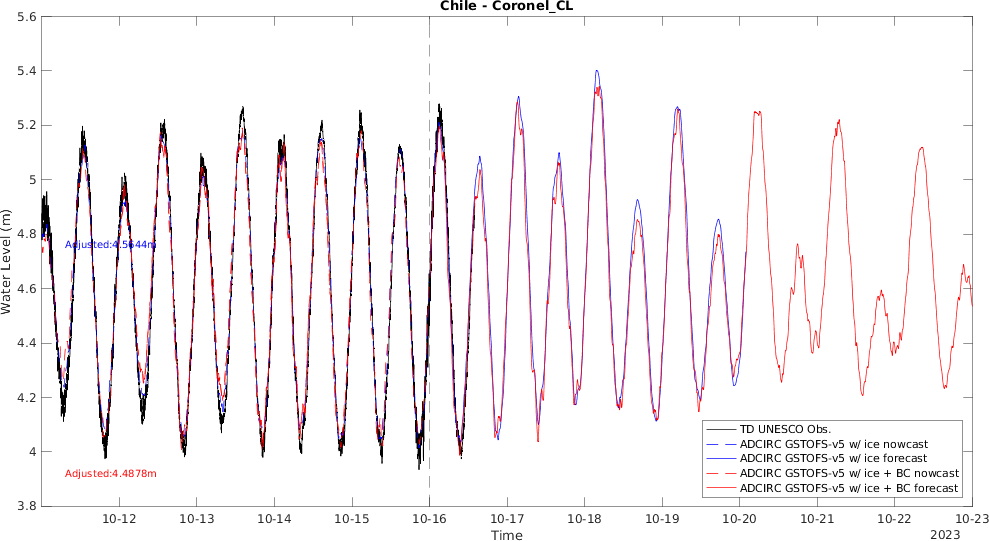 Chile - Coronel_CL
5.6
5.4
5.2
5
4.8
4.6
4.4
4.2
4
3.8
Water Level (m)
Adjusted:4.5644m
Adjusted:4.4878m
TD UNESCO Obs.
ADCIRC GSTOFS-v5 w/ ice nowcast
ADCIRC GSTOFS-v5 w/ ice forecast
ADCIRC GSTOFS-v5 w/ ice + BC nowcast
ADCIRC GSTOFS-v5 w/ ice + BC forecast
10-12 10-13 10-14 10-15 10-16 10-17 10-18 10-19 10-20 10-21 10-22 10-23
Time
2023